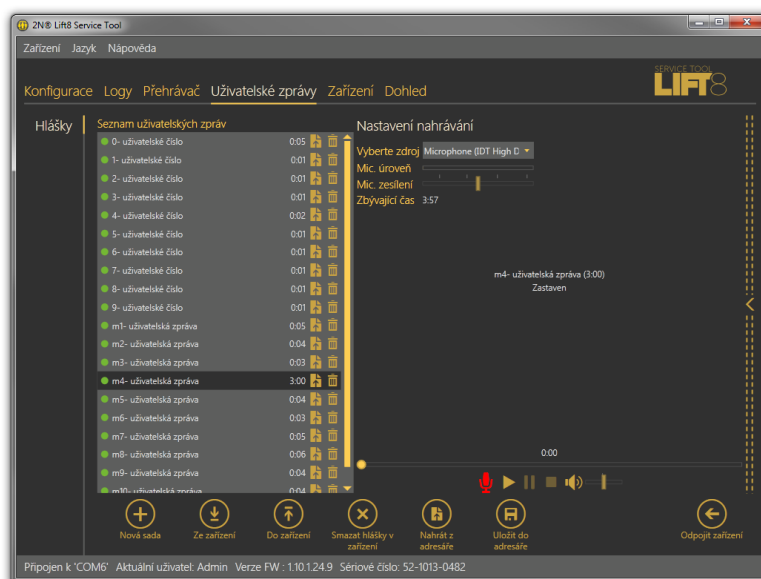 2N® Lift8 Service Tool
Zařízení Jazyk Nápověda
SERVICE TOOL
LIFT8
Konfigurace Logy Přehrávač Uživatelské zprávy Zařízení Dohled
Hlášky
Seznam uživatelských zpráv
0- uživatelské číslo 0:05
1- uživatelské číslo 0:01
2- uživatelské číslo 0:01
3- uživatelské číslo 0:01
4- uživatelské číslo 0:02
5- uživatelské číslo 0:01
6- uživatelské číslo 0:01
7- uživatelské číslo 0:01
8- uživatelské číslo 0:01
9- uživatelské číslo 0:01
m1- uživatelská zpráva 0:05
m2- uživatelská zpráva 0:04
m3- uživatelská zpráva 0:03
m4- uživatelská zpráva 3:00
m5- uživatelská zpráva 0:04
m6- uživatelská zpráva 0:03
m7- uživatelská zpráva 0:05
m8- uživatelská zpráva 0:06
m9- uživatelská zpráva 0:04
m10- uživatelská zpráva 0:04
Nastavení nahrávání
Vyberte zdroj Microphone (IDT High D
Mic. úroveň
Mic. zesílení
Zbývající čas 3:57
m4- uživatelská zpráva (3:00)
Zastaven
0:00
Nová sada
Ze zařízení
Do zařízení
Smazat hlášky v
zařízení
Nahrát z
adresáře
Uložit do
adresáře
Odpojit zařízení
Připojen k 'COM6' Aktuální uživatel: Admin Verze FW : 1.10.1.24.9 Sériové číslo: 52-1013-0482